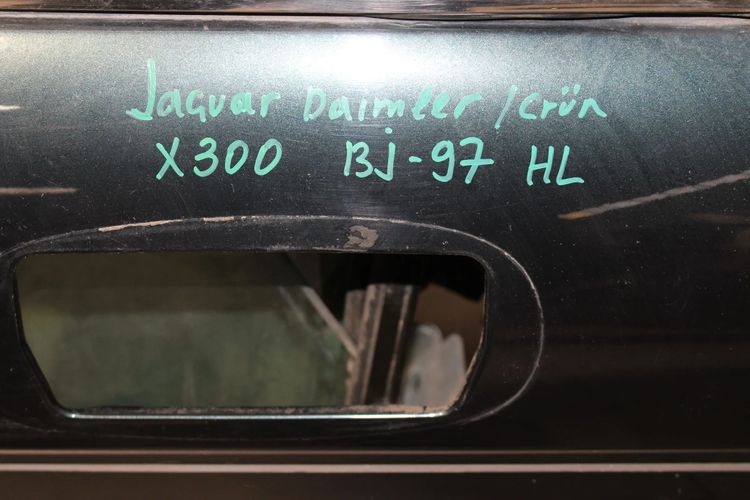 Jaguar Daimler / Grün
X300 BJ-97 HL